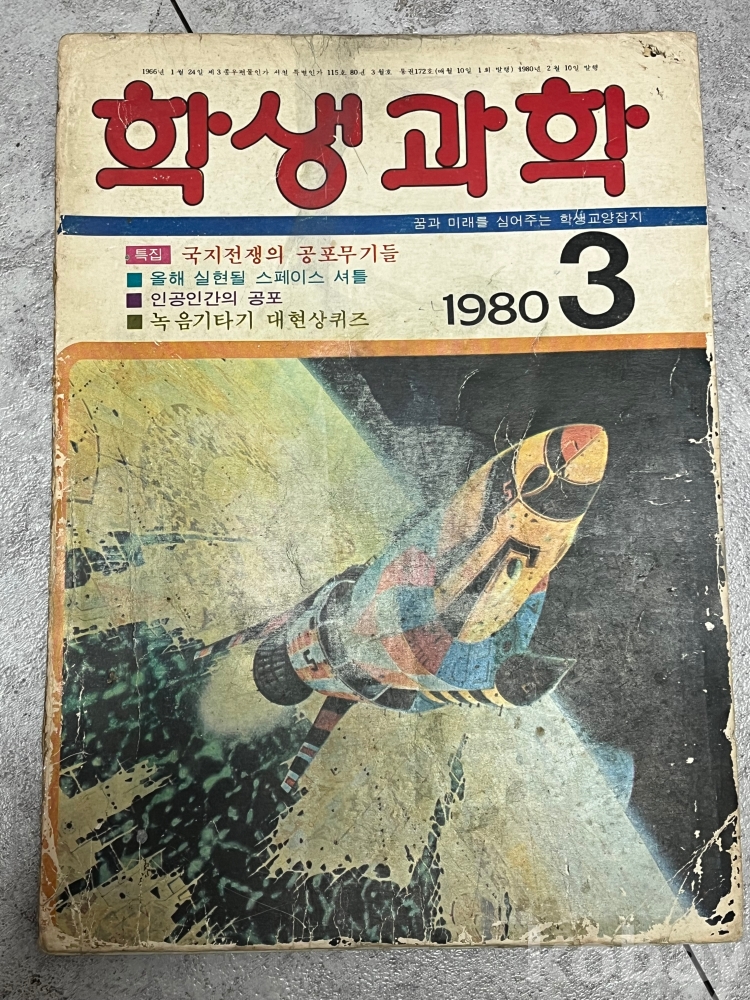 1966년 1월 24일 제3종우편물인가 서천 특별인가 115호 80년 3월호 통권172호(매월 10일 1회 발행) 1980년 2월 10일 발행
학생과학
꿈과 미래를 심어주는 학생교양잡지
특집 국지전쟁의 공포무기들
올해 실현될 스페이스 셔틀
인공인간의 공포
녹음기타기 대현상퀴즈
1980 3